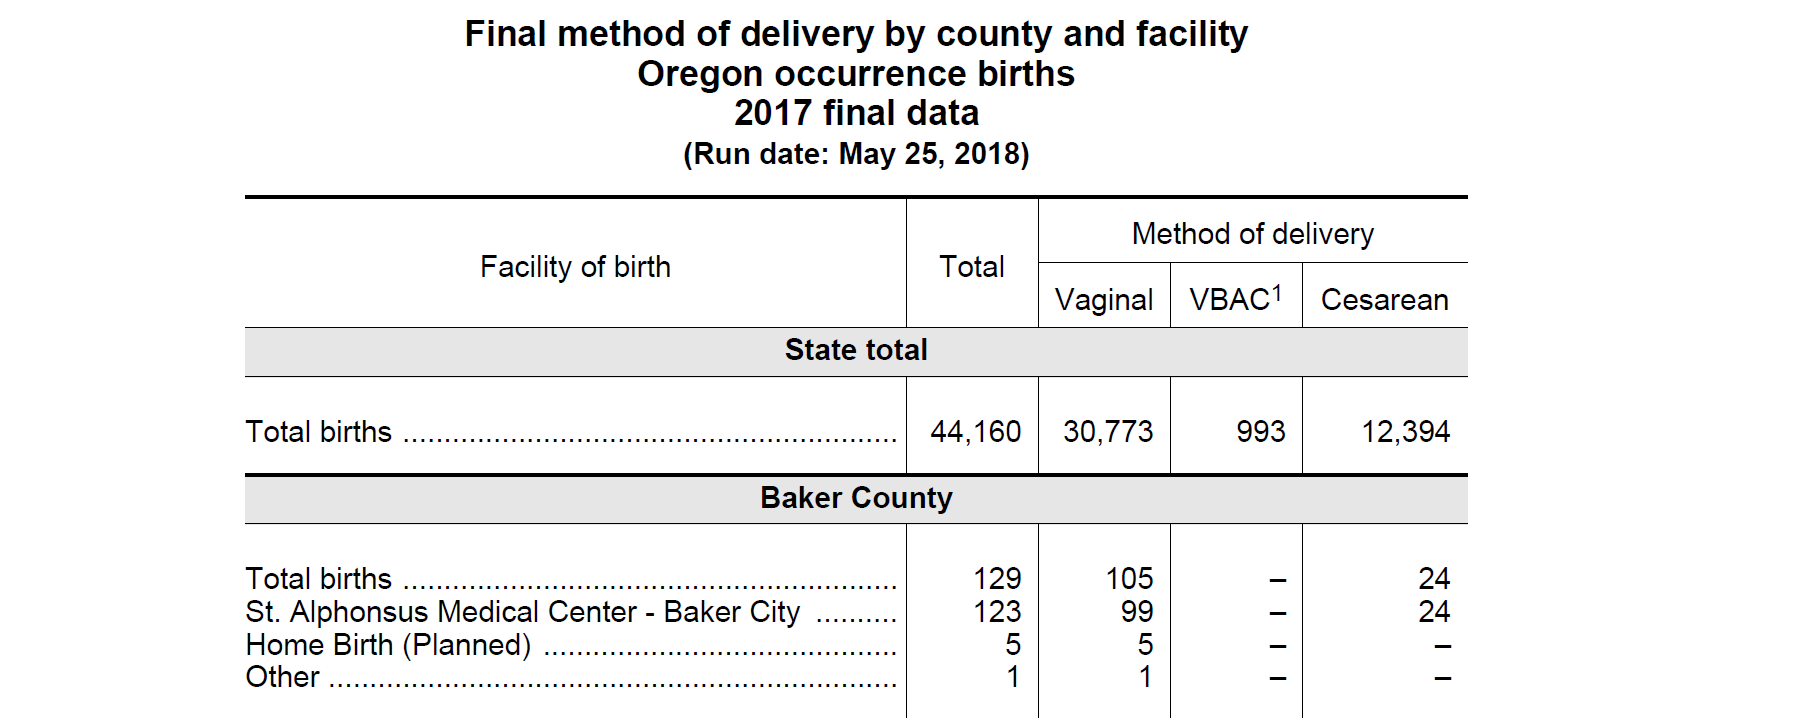 Final method of delivery by county and facility
Oregon occurrence births
2017 final data
(Run date: May 25, 2018)
Facility of birth Total Method of delivery
Vaginal VBAC1 Cesarean
State total
Total births ............................................................ 44,160 30,773 993 12,394
Baker County
Total births ............................................................ 129 105 – 24
St. Alphonsus Medical Center - Baker City .......... 123 99 – 24
Home Birth (Planned) ........................................... 5 5 – –
Other ..................................................................... 1 1 – –